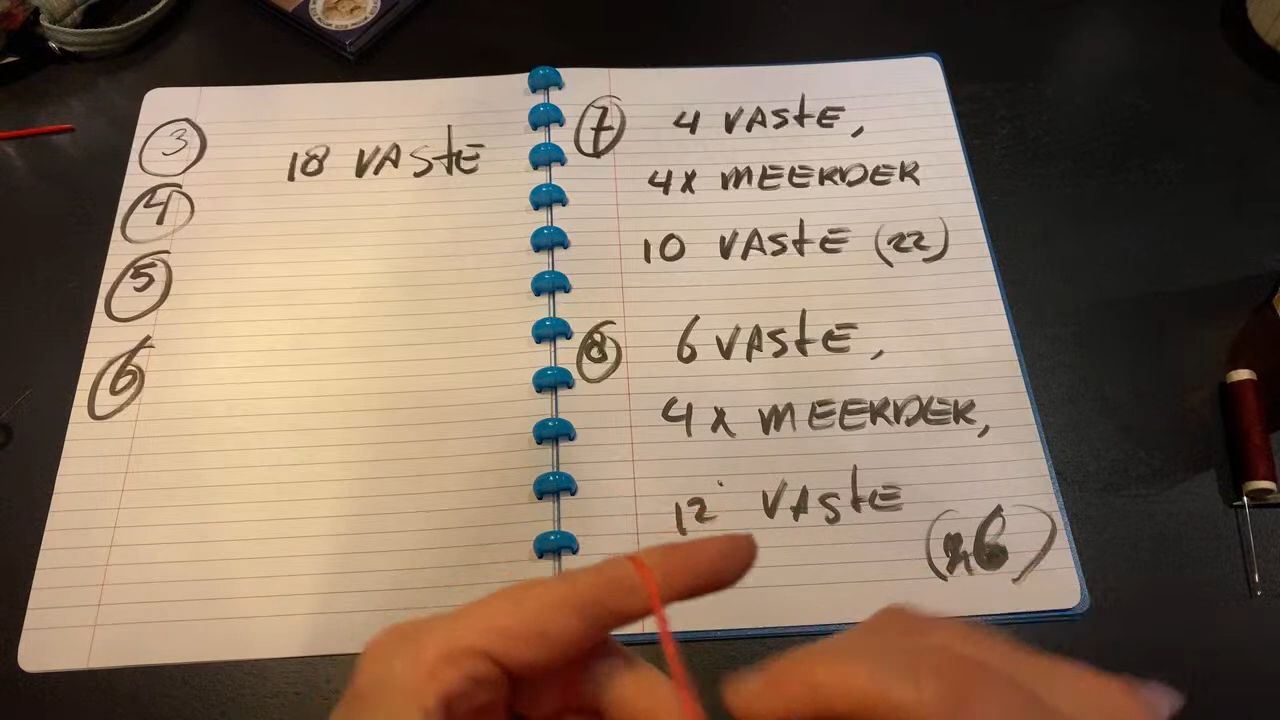 3 18 VASTE
4
5
6
7 4 VASTE,
4X MEERDER
10 VASTE (22)
8 6 VASTE,
4X MEERDER,
12 VASTE
(26)